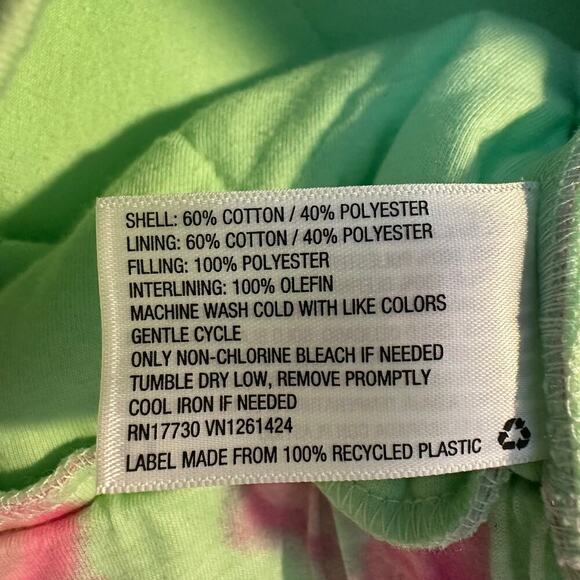 SHELL: 60% COTTON / 40% POLYESTER
LINING: 60% COTTON / 40% POLYESTER
FILLING: 100% POLYESTER
INTERLINING: 100% OLEFIN
MACHINE WASH COLD WITH LIKE COLORS
GENTLE CYCLE
ONLY NON-CHLORINE BLEACH IF NEEDED
TUMBLE DRY LOW, REMOVE PROMPTLY
COOL IRON IF NEEDED
RN17730 VN1261424
LABEL MADE FROM 100% RECYCLED PLASTIC